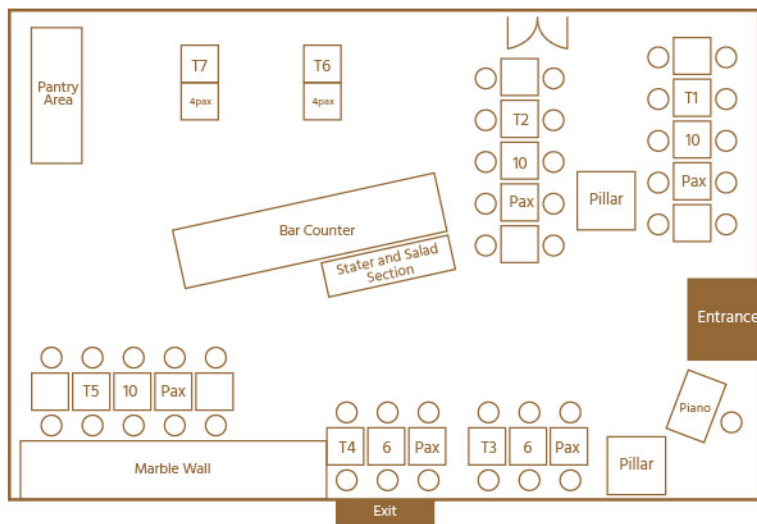 Pantry
Area
T7
4pax
T6
4pax
T2
10
Pax
T1
10
Pax
Pillar
Bar Counter
Stater and Salad
Section
Entrance
T5 10 Pax
Piano
T4 6 Pax
T3 6 Pax
Pillar
Marble Wall
Exit